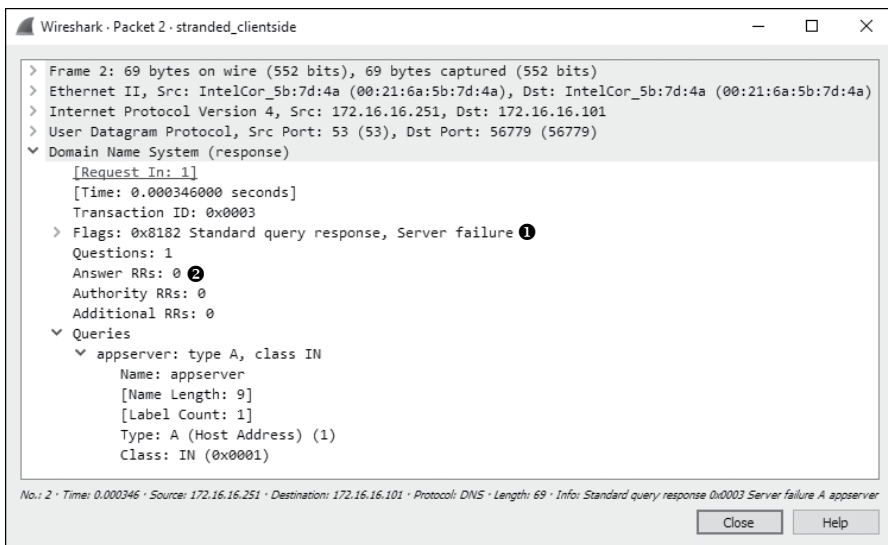 Wireshark · Packet 2 · stranded_clientside
> Frame 2: 69 bytes on wire (552 bits), 69 bytes captured (552 bits)
> Ethernet II, Src: IntelCor_5b:7d:4a (00:21:6a:5b:7d:4a), Dst: IntelCor_5b:7d:4a (00:21:6a:5b:7d:4a)
> Internet Protocol Version 4, Src: 172.16.16.251, Dst: 172.16.16.101
> User Datagram Protocol, Src Port: 53 (53), Dst Port: 56779 (56779)
Domain Name System (response)
[Request In: 1]
[Time: 0.000346000 seconds]
Transaction ID: 0x0003
> Flags: 0x8182 Standard query response, Server failure ❶
Questions: 1
Answer RRs: 0 ❷
Authority RRs: 0
Additional RRs: 0
Queries
appserver: type A, class IN
Name: appserver
[Name Length: 9]
[Label Count: 1]
Type: A (Host Address) (1)
Class: IN (0x0001)
No.: 2 · Time: 0.000346 · Source: 172.16.16.251 · Destination: 172.16.16.101 · Protocol: DNS · Length: 69 · Info: Standard query response 0x0003 Server failure A appserver
Close Help